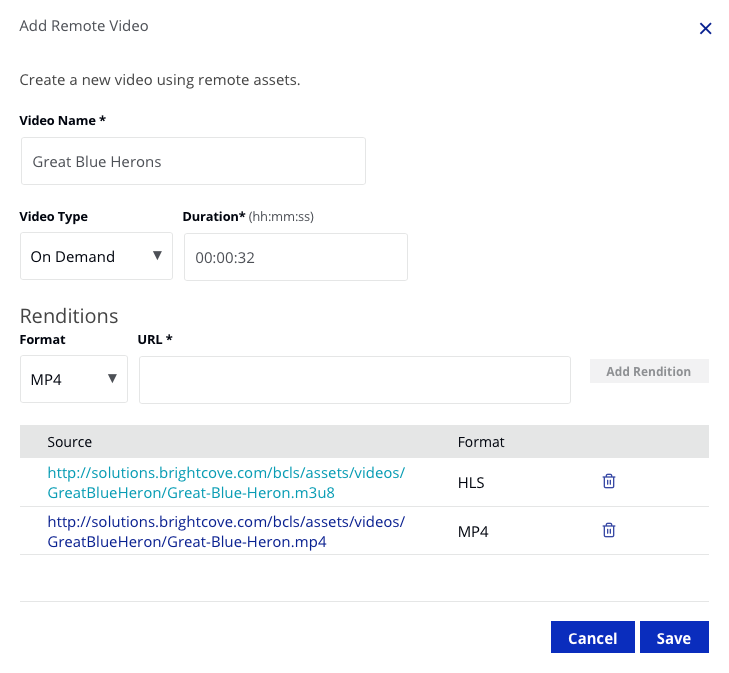 Add Remote Video
Create a new video using remote assets.
Video Name *
Great Blue Herons
Video Type
Duration* (hh:mm:ss)
On Demand
00:00:32
Renditions
Format
URL *
MP4
Add Rendition
Source
Format
http://solutions.brightcove.com/bcls/assets/videos/
GreatBlueHeron/Great-Blue-Heron.m3u8
HLS
http://solutions.brightcove.com/bcls/assets/videos/
GreatBlueHeron/Great-Blue-Heron.mp4
MP4
Cancel
Save